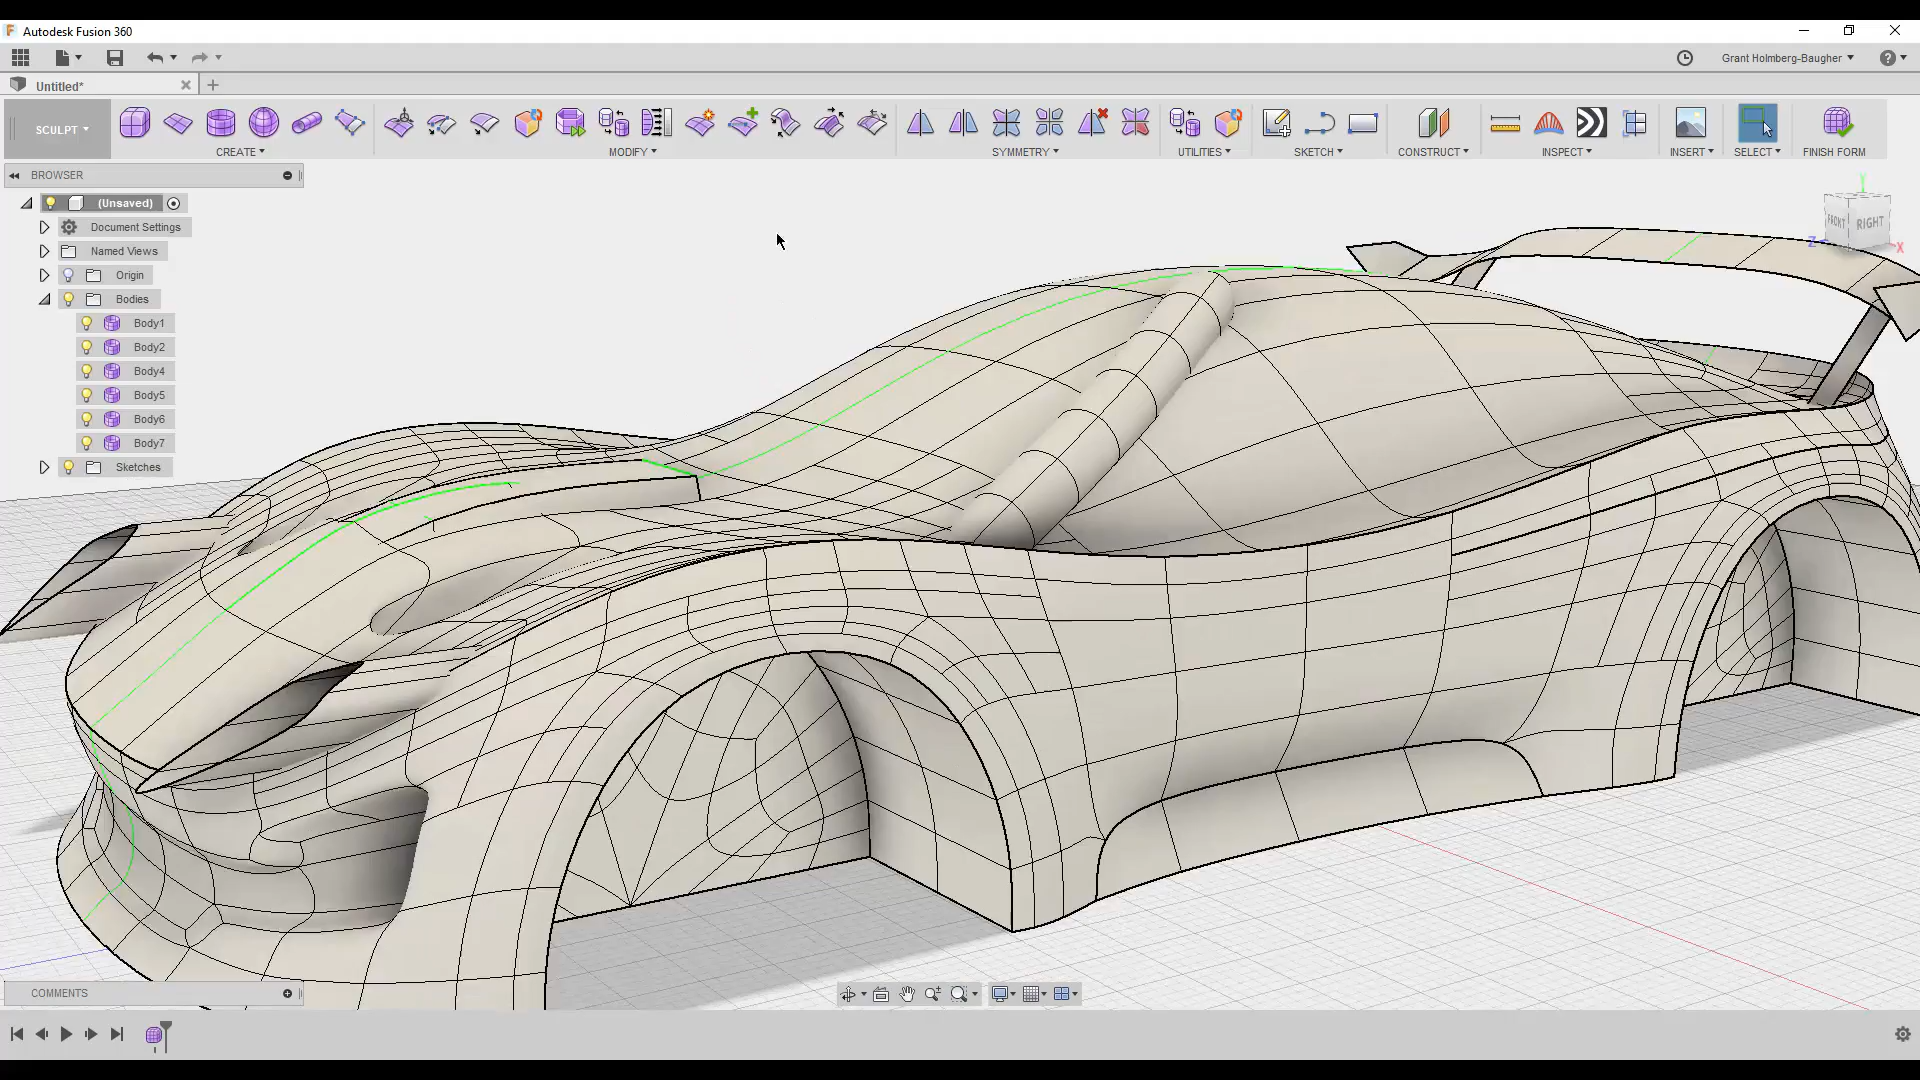 Autodesk Fusion 360
Grant Holmberg-Baugher
Untitled*
SCULPT
CREATE
MODIFY
SYMMETRY
UTILITIES
SKETCH
CONSTRUCT
INSPECT
INSERT
SELECT
FINISH FORM
BROWSER
(Unsaved)
Document Settings
Named Views
Origin
Bodies
Body1
Body2
Body4
Body5
Body6
Body7
Sketches
Y
FRONT
RIGHT
Z
X
COMMENTS